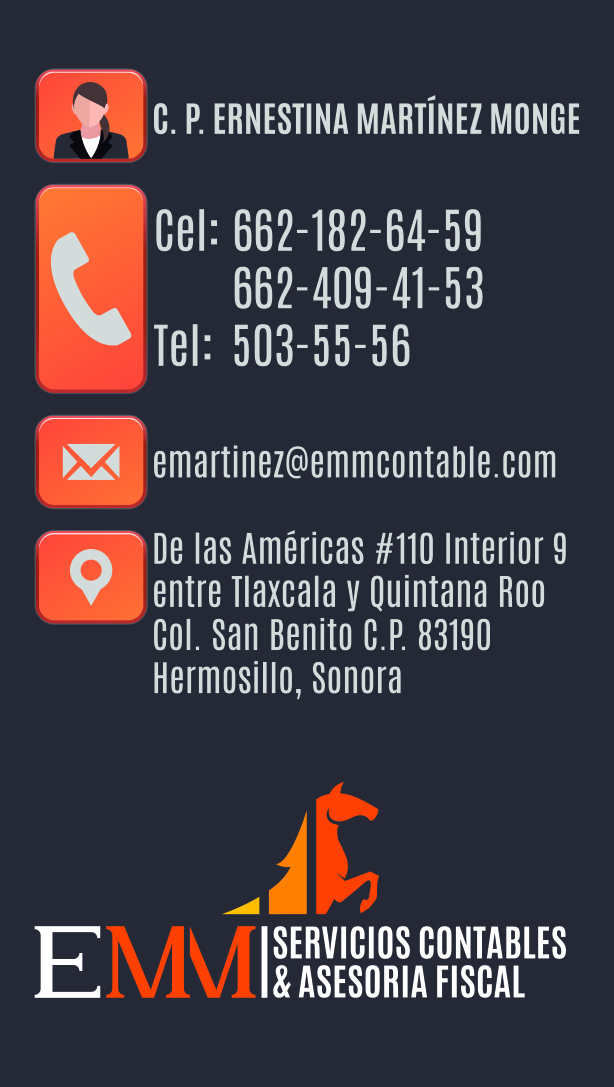 C. P. ERNESTINA MARTÍNEZ MONGE
Cel: 662-182-64-59
662-409-41-53
Tel: 503-55-56
emartinez@emmcontable.com
De las Américas #110 Interior 9
entre Tlaxcala y Quintana Roo
Col. San Benito C.P. 83190
Hermosillo, Sonora
EMM
SERVICIOS CONTABLES
& ASESORIA FISCAL